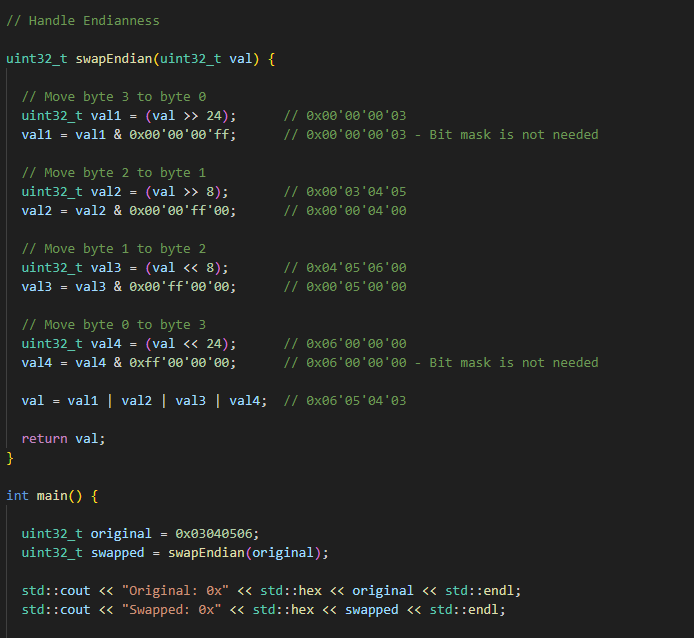 // Handle Endianness
uint32_t swapEndian(uint32_t val) {
// Move byte 3 to byte 0
uint32_t val1 = (val >> 24); // 0x00'00'00'03
val1 = val1 & 0x00'00'00'ff; // 0x00'00'00'03 - Bit mask is not needed
// Move byte 2 to byte 1
uint32_t val2 = (val >> 8); // 0x00'03'04'05
val2 = val2 & 0x00'00'ff'00; // 0x00'00'04'00
// Move byte 1 to byte 2
uint32_t val3 = (val << 8); // 0x04'05'06'00
val3 = val3 & 0x00'ff'00'00; // 0x00'05'00'00
// Move byte 0 to byte 3
uint32_t val4 = (val << 24); // 0x06'00'00'00
val4 = val4 & 0xff'00'00'00; // 0x06'00'00'00 - Bit mask is not needed
val = val1 | val2 | val3 | val4; // 0x06'05'04'03
return val;
}
int main() {
uint32_t original = 0x03040506;
uint32_t swapped = swapEndian(original);
std::cout << "Original: 0x" << std::hex << original << std::endl;
std::cout << "Swapped: 0x" << std::hex << swapped << std::endl;